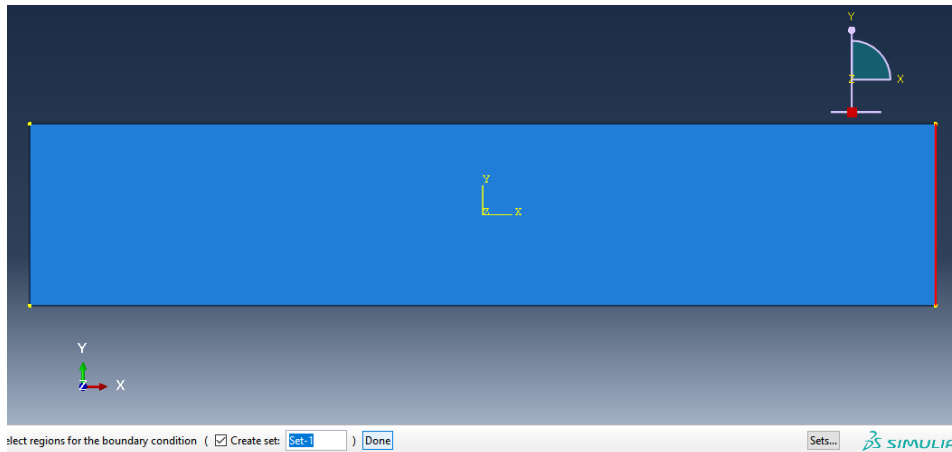 Y
Z X
Y
Z X
Y
Z X
elect regions for the boundary condition ( Create set: Set-1 ) Done Sets... SIMULIA